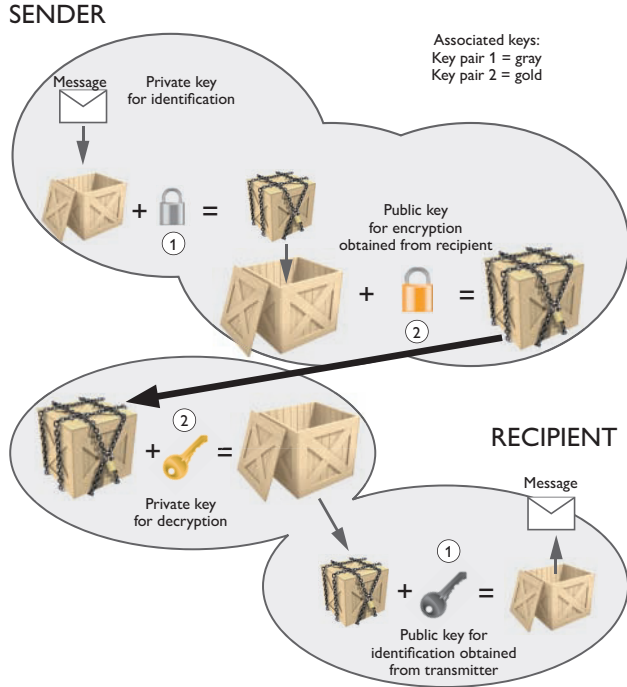 SENDER
Associated keys:
Key pair 1 = gray
Key pair 2 = gold
Message
Private key
for identification
+
=
1
Public key
for encryption
obtained from recipient
+
=
2
2
+
=
Private key
for decryption
RECIPIENT
Message
1
+
=
Public key for
identification obtained
from transmitter